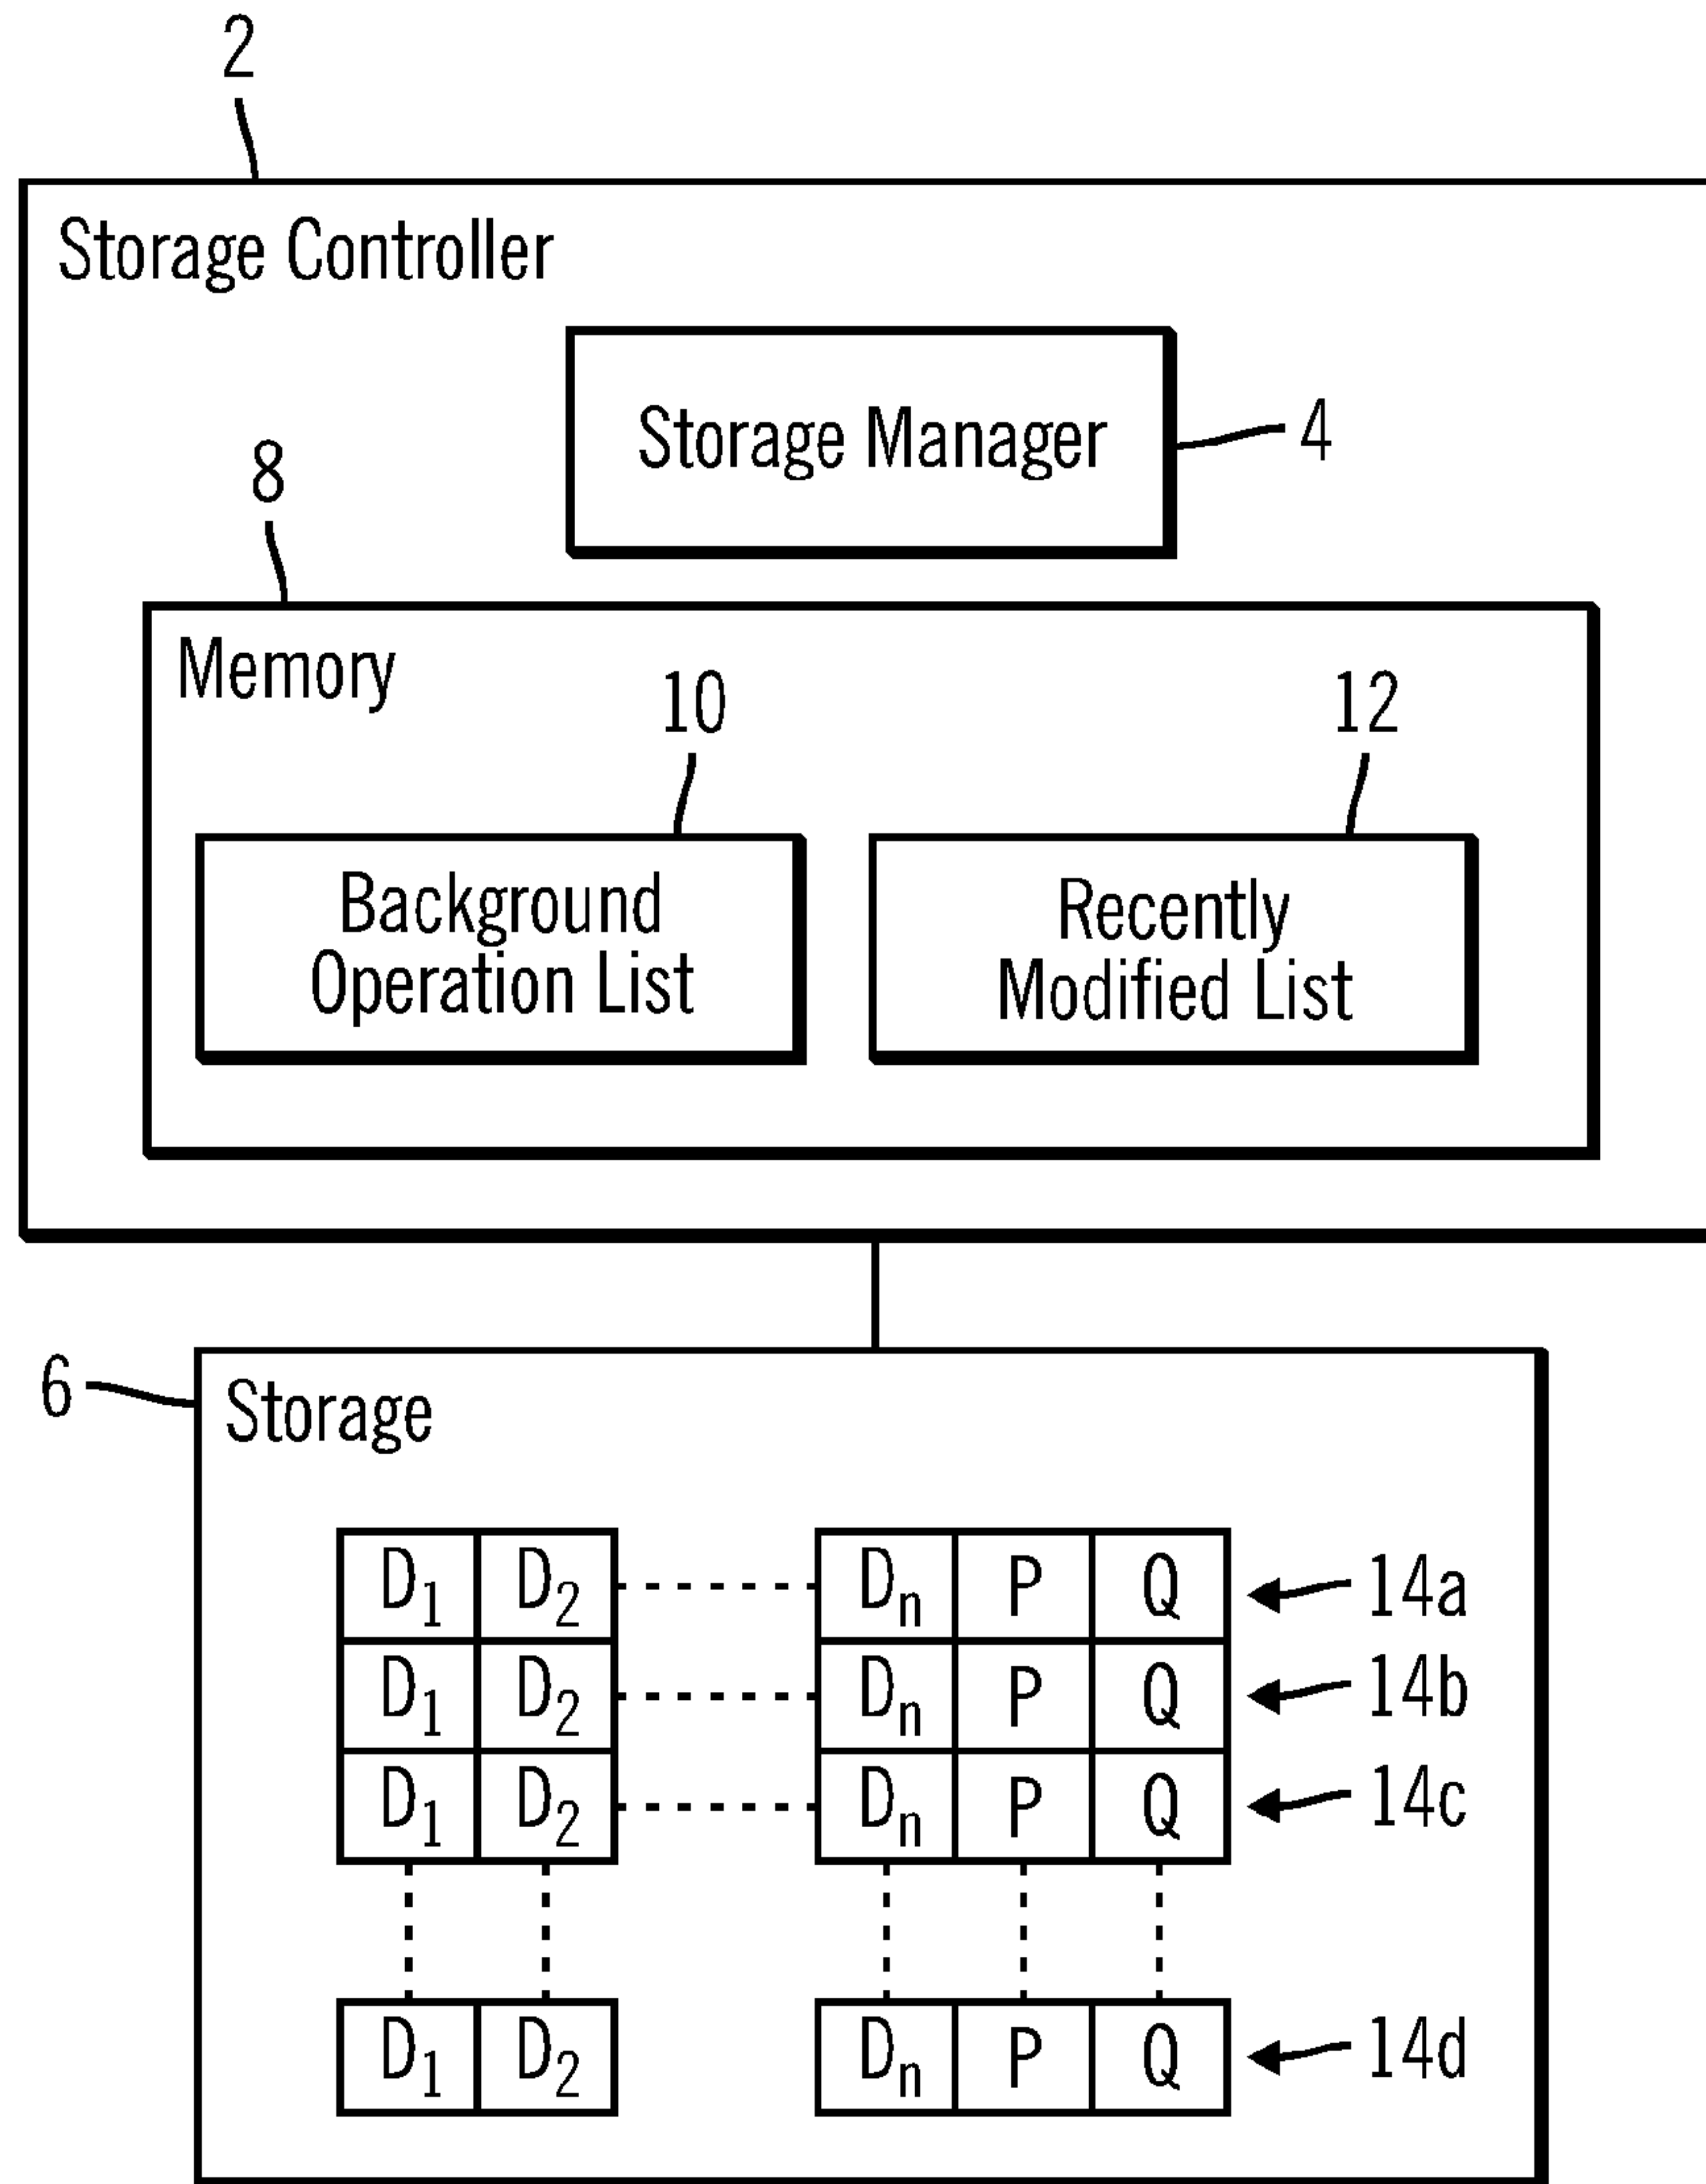 2
Storage Controller
Storage Manager
4
8
Memory
10
12
Background
Operation List
Recently
Modified List
6
Storage
D1 D2 Dn P Q 14a
D1 D2 Dn P Q 14b
D1 D2 Dn P Q 14c
D1 D2 Dn P Q 14d